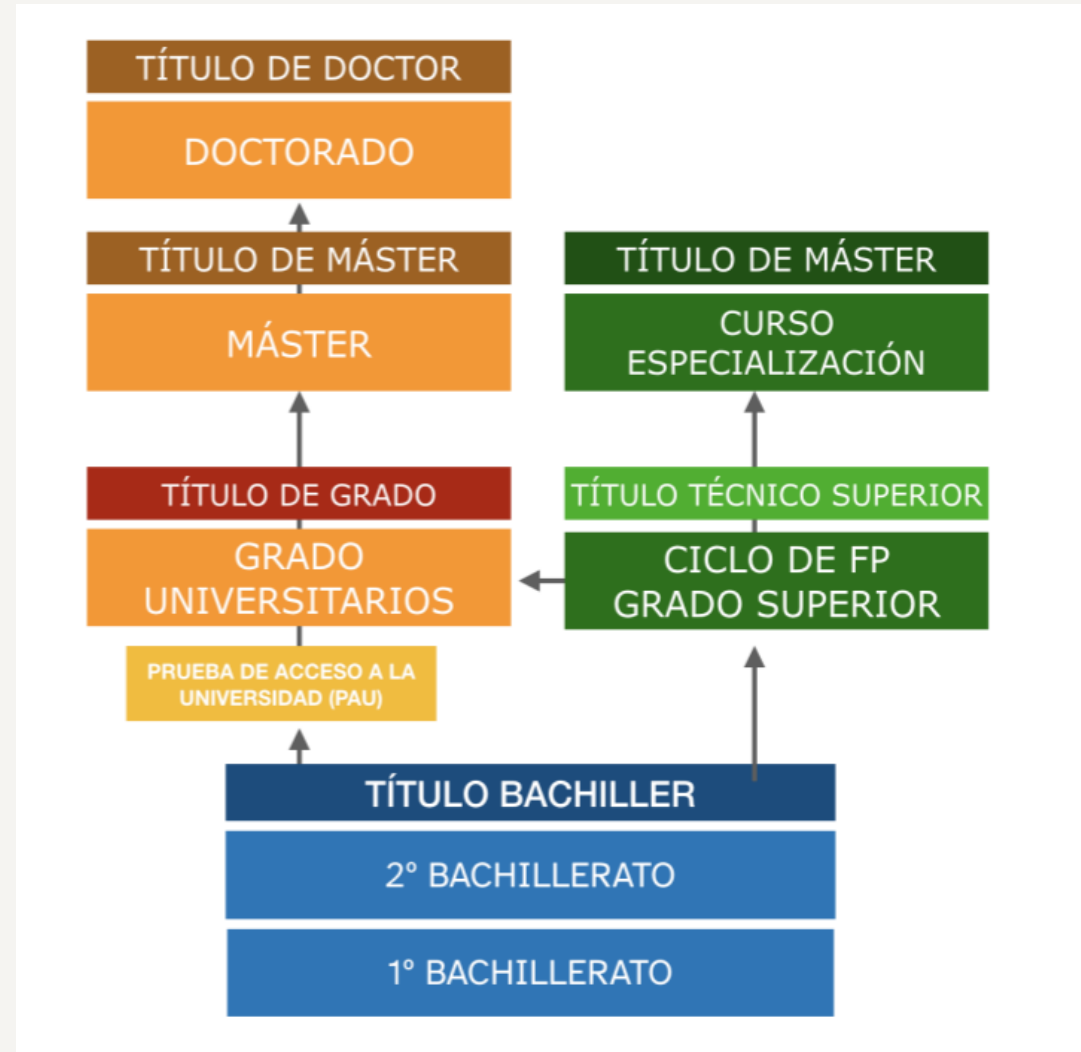 TÍTULO DE DOCTOR
DOCTORADO
TÍTULO DE MÁSTER
MÁSTER
TÍTULO DE MÁSTER
CURSO
ESPECIALIZACIÓN
TÍTULO DE GRADO
GRADO
UNIVERSITARIOS
TÍTULO TÉCNICO SUPERIOR
CICLO DE FP
GRADO SUPERIOR
PRUEBA DE ACCESO A LA
UNIVERSIDAD (PAU)
TÍTULO BACHILLER
2º BACHILLERATO
1º BACHILLERATO